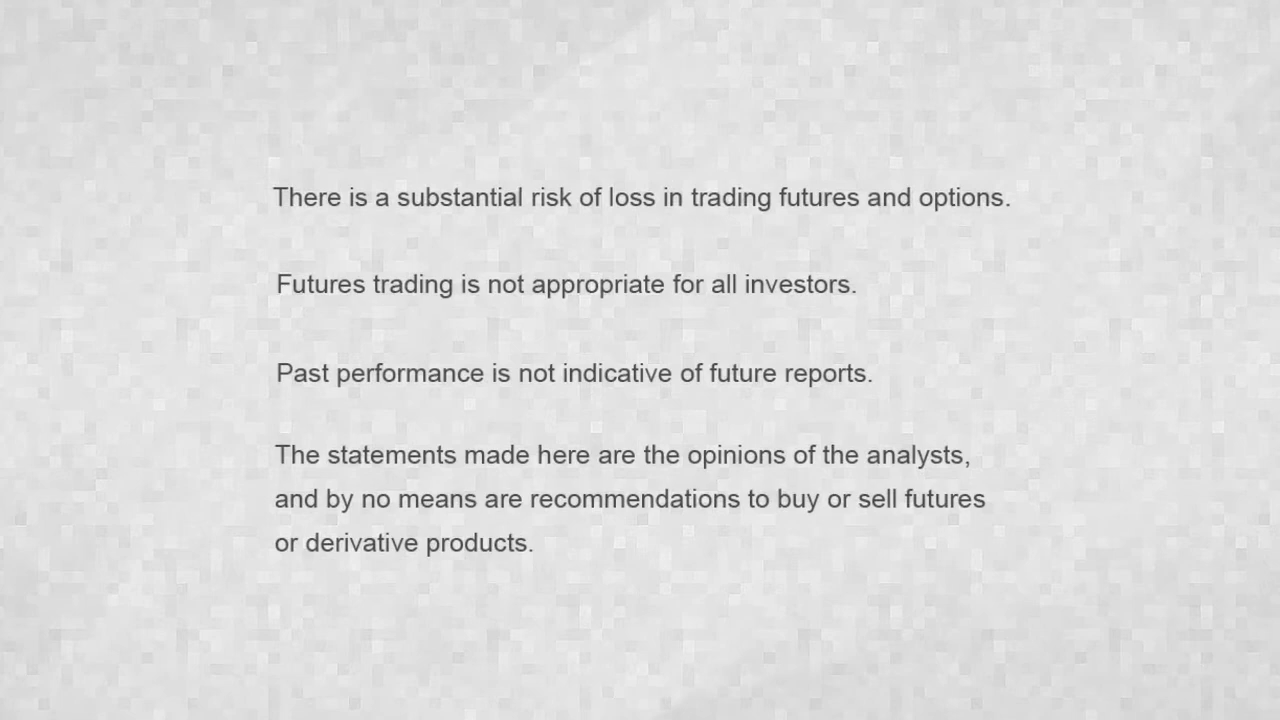 There is a substantial risk of loss in trading futures and options.
Futures trading is not appropriate for all investors.
Past performance is not indicative of future reports.
The statements made here are the opinions of the analysts,
and by no means are recommendations to buy or sell futures
or derivative products.